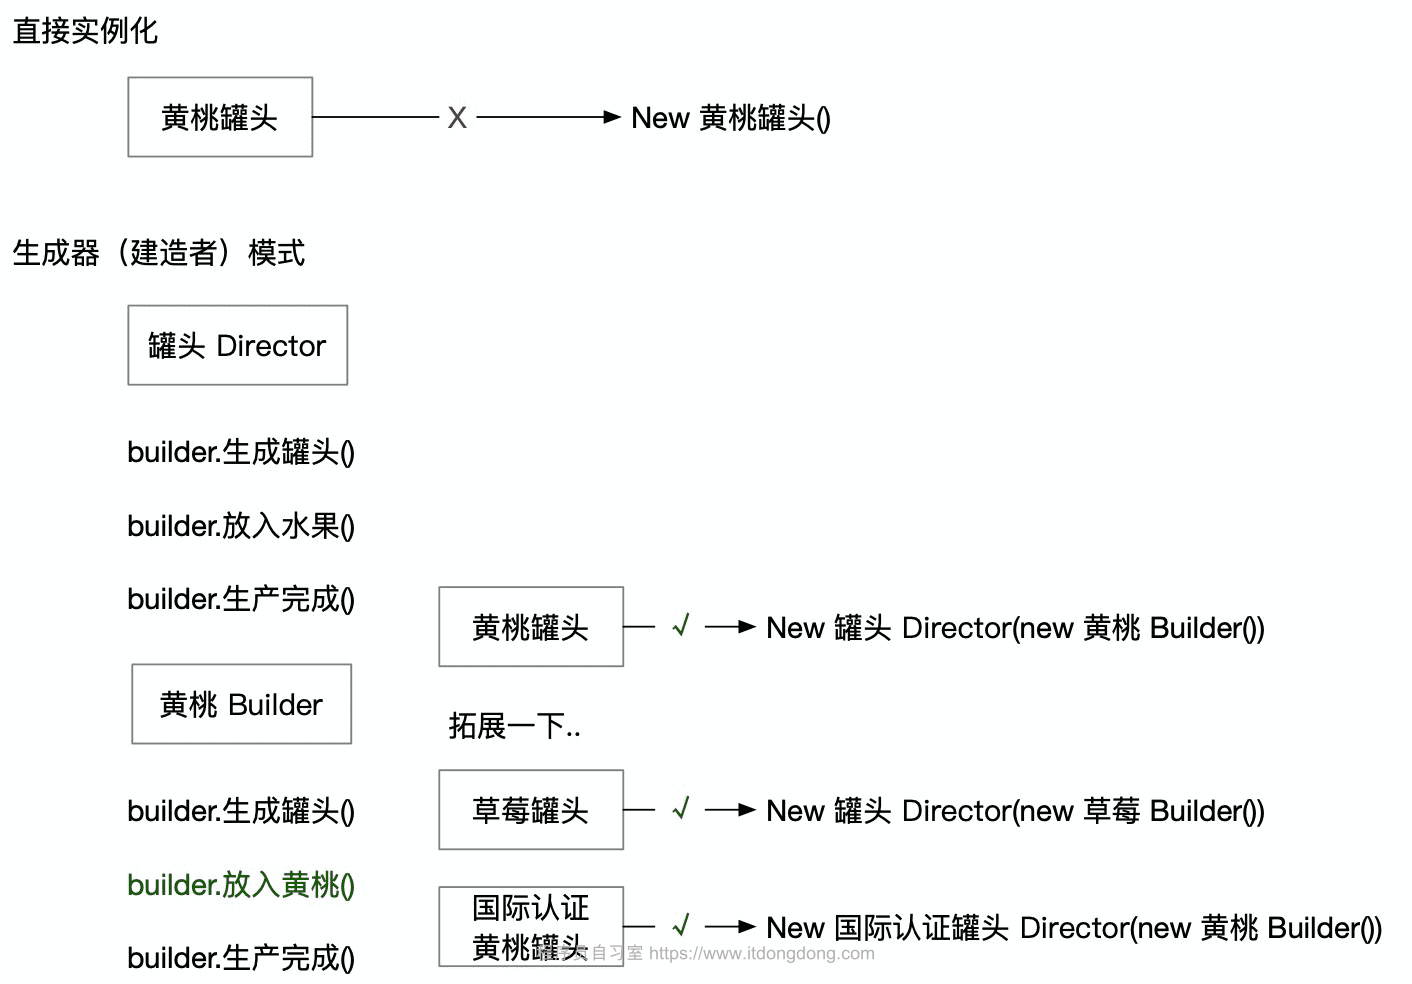 直接实例化
黄桃罐头
X
New 黄桃罐头()
生成器（建造者）模式
罐头 Director
builder.生成罐头()
builder.放入水果()
builder.生产完成()
黄桃罐头
√
New 罐头 Director(new 黄桃 Builder())
黄桃 Builder
拓展一下..
builder.生成罐头()
草莓罐头
√
New 罐头 Director(new 草莓 Builder())
builder.放入黄桃()
国际认证
黄桃罐头
√
New 国际认证罐头 Director(new 黄桃 Builder())
builder.生产完成()
程序员自习室 https://www.itdongdong.com